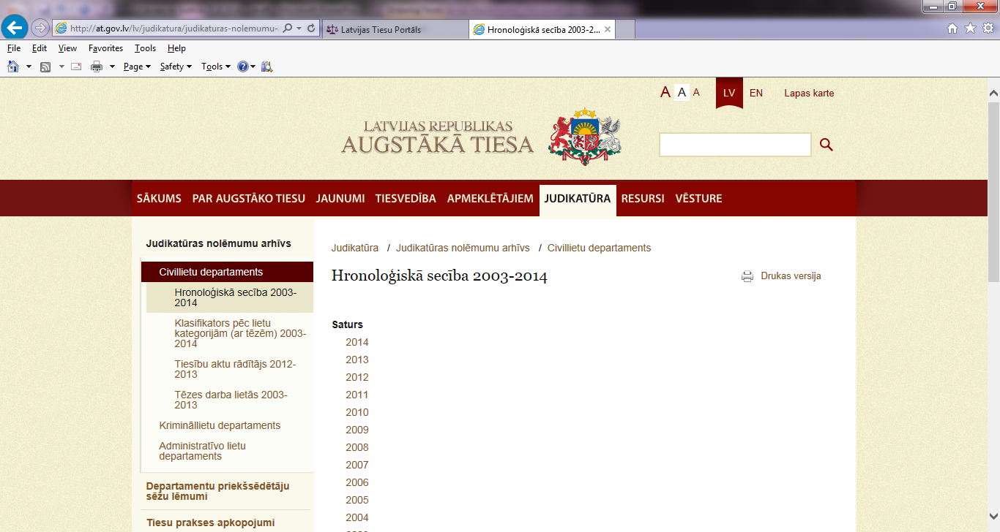 http://at.gov.lv/lv/judikatura/judikaturas-nolemumu-
Latvijas Tiesu Portāls
Hronoloģiskā secība 2003-2...
File Edit View Favorites Tools Help
Page Safety Tools
A A A LV EN Lapas karte
LATVIJAS REPUBLIKAS
AUGSTĀKĀ TIESA
SĀKUMS PAR AUGSTĀKO TIESU JAUNUMI TIESVEDĪBA APMEKLĒTĀJIEM JUDIKATŪRA RESURSI VĒSTURE
Judikatūras nolēmumu arhīvs
Civillietu departaments
Hronoloģiskā secība 2003-
2014
Klasifikators pēc lietu
kategorijām (ar tēzēm) 2003-
2014
Tiesību aktu rādītājs 2012-
2013
Tēzes darba lietās 2003-
2013
Krimināllietu departaments
Administratīvo lietu
departaments
Departamentu priekšsēdētāju
sēžu lēmumi
Tiesu prakses apkopojumi
Judikatūra / Judikatūras nolēmumu arhīvs / Civillietu departaments
Hronoloģiskā secība 2003-2014
Drukas versija
Saturs
2014
2013
2012
2011
2010
2009
2008
2007
2006
2005
2004